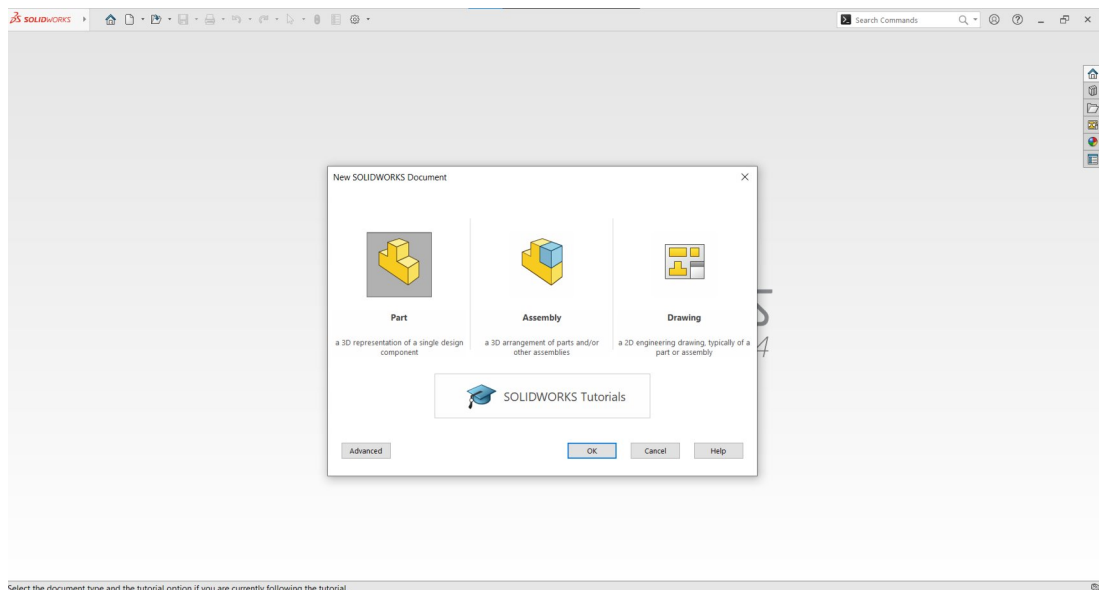 SOLIDWORKS
Search Commands
New SOLIDWORKS Document
Part
Assembly
Drawing
a 3D representation of a single design
component
a 3D arrangement of parts and/or
other assemblies
a 2D engineering drawing, typically of a
part or assembly
SOLIDWORKS Tutorials
Advanced
OK
Cancel
Help
Select the document type and the tutorial option if you are currently following the tutorial